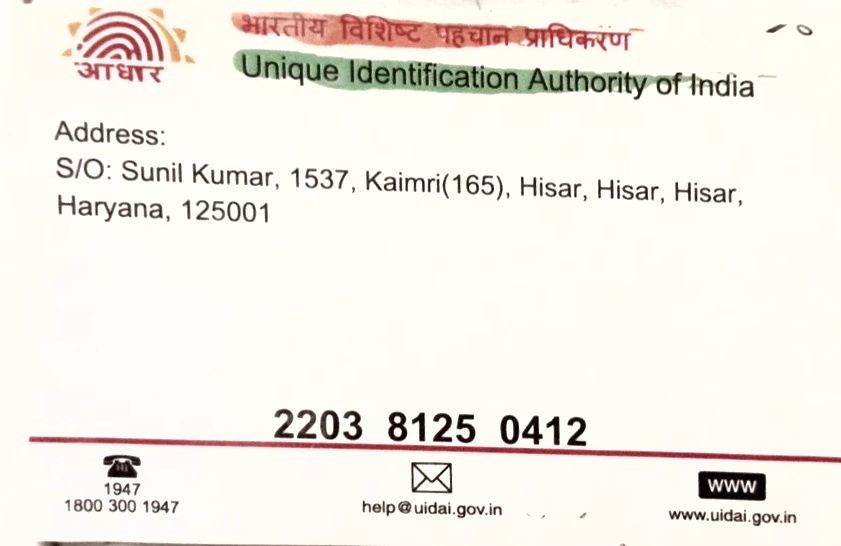 भारतीय विशिष्ट पहचान प्राधिकरण
आधार
Unique Identification Authority of India
Address:
S/O: Sunil Kumar, 1537, Kaimri(165), Hisar, Hisar, Hisar,
Haryana, 125001
2203 8125 0412
1947
1800 300 1947
help@uidai.gov.in
www
www.uidai.gov.in